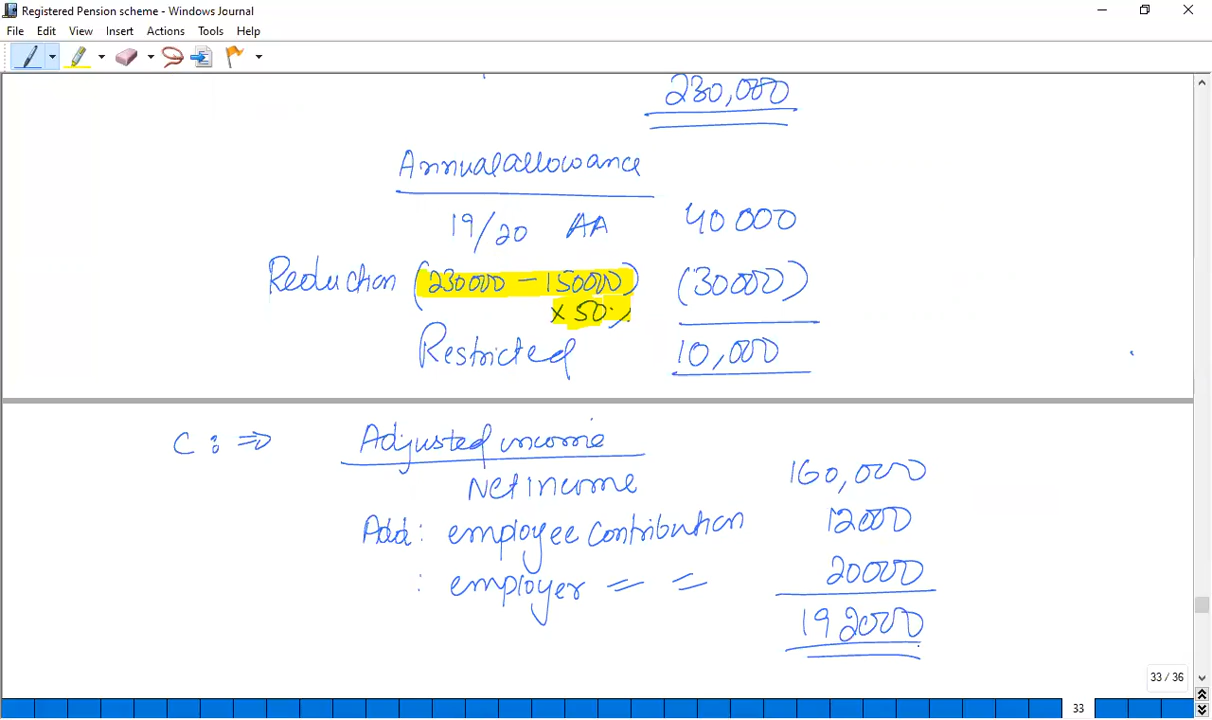 Registered Pension scheme - Windows Journal
File Edit View Insert Actions Tools Help
230,000
Annual allowance
19/20 AA 40000
Reduction (230000 - 150000) (30000)
x 50%
Restricted 10,000
C : ⇒ Adjusted income
Net income 160,000
Add : employee contribution 12000
: employer = = 20000
192000
33 / 36
33